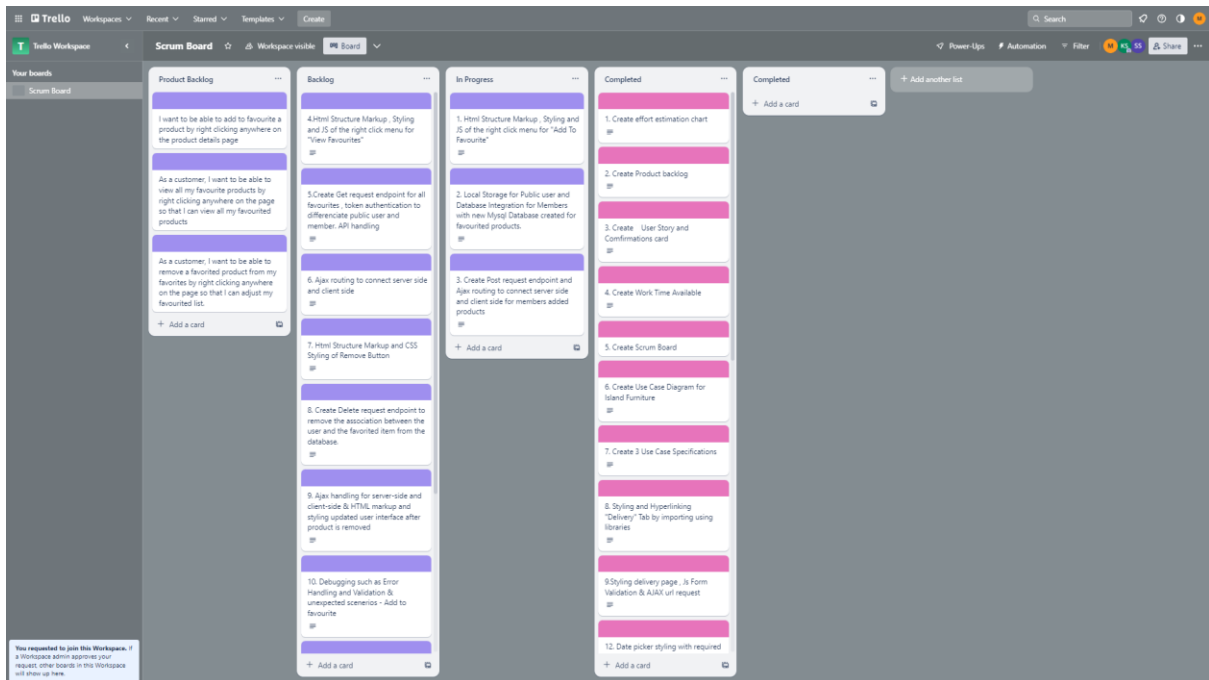 Trello
Workspaces
Recent
Starred
Templates
Create
Search
M
T
Trello Workspace
Scrum Board
Workspace visible
Board
Power-Ups
Automation
Filter
M
KS
SS
Share
Your boards
Scrum Board
Product Backlog
I want to be able to add to favourite a
product by right clicking anywhere on
the product details page
As a customer, I want to be able to
view all my favourite products by
right clicking anywhere on the page
so that I can view all my favourited
products
As a customer, I want to be able to
remove a favorited product from my
favorites by right clicking anywhere
on the page so that I can adjust my
favourited list.
+ Add a card
Backlog
4.Html Structure Markup , Styling
and JS of the right click menu for
"View Favourites"
5.Create Get request endpoint for all
favourites , token authentication to
differenciate public user and
member. API handling
6. Ajax routing to connect server side
and client side
7. Html Structure Markup and CSS
Styling of Remove Button
8. Create Delete request endpoint to
remove the association between the
user and the favorited item from the
database.
9. Ajax handling for server-side and
client-side & HTML markup and
styling updated user interface after
product is removed
10. Debugging such as Error
Handling and Validation &
unexpected scenerios - Add to
favourite
+ Add a card
In Progress
1. Html Structure Markup , Styling and
JS of the right click menu for "Add To
Favourite"
2. Local Storage for Public user and
Database Integration for Members
with new Mysql Database created for
favourited products.
3. Create Post request endpoint and
Ajax routing to connect server side
and client side for members added
products
+ Add a card
Completed
1. Create effort estimation chart
2. Create Product backlog
3. Create User Story and
Comfirmations card
4. Create Work Time Available
5. Create Scrum Board
6. Create Use Case Diagram for
Island Furniture
7. Create 3 Use Case Specifications
8. Styling and Hyperlinking
"Delivery" Tab by importing using
libraries
9.Styling delivery page , Js Form
Validation & AJAX url request
12. Date picker styling with required
+ Add a card
Completed
+ Add a card
+ Add another list
You requested to join this Workspace. If
a Workspace admin approves your
request, other boards in this Workspace
will show up here.